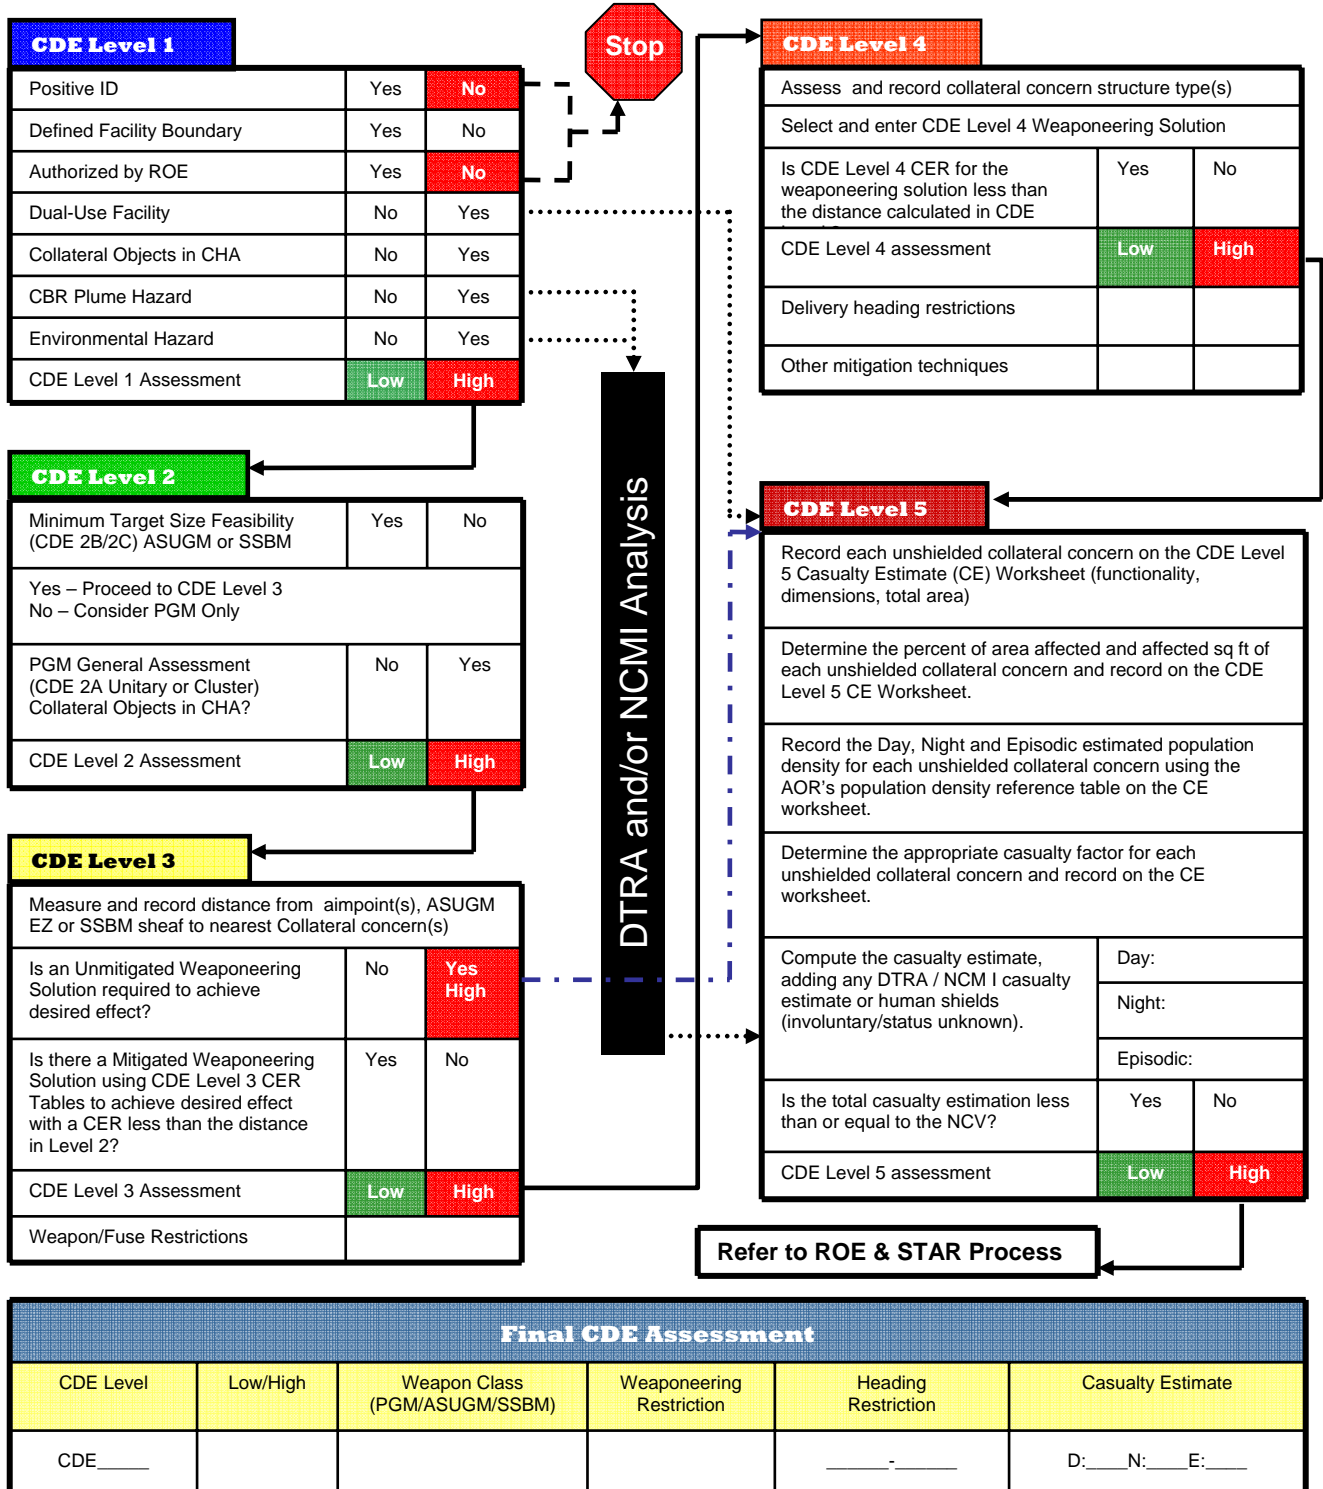 CDE Level 1
Positive ID Yes No
Defined Facility Boundary Yes No
Authorized by ROE Yes No
Dual-Use Facility No Yes
Collateral Objects in CHA No Yes
CBR Plume Hazard No Yes
Environmental Hazard No Yes
CDE Level 1 Assessment Low High
Stop
CDE Level 2
Minimum Target Size Feasibility Yes No
(CDE 2B/2C) ASUGM or SSBM
Yes – Proceed to CDE Level 3
No – Consider PGM Only
PGM General Assessment No Yes
(CDE 2A Unitary or Cluster)
Collateral Objects in CHA?
CDE Level 2 Assessment Low High
CDE Level 3
Measure and record distance from aimpoint(s), ASUGM
EZ or SSBM sheaf to nearest Collateral concern(s)
Is an Unmitigated Weaponeering No Yes
Solution required to achieve High
desired effect?
Is there a Mitigated Weaponeering Yes No
Solution using CDE Level 3 CER
Tables to achieve desired effect
with a CER less than the distance
in Level 2?
CDE Level 3 Assessment Low High
Weapon/Fuse Restrictions
DTRA and/or NCMI Analysis
CDE Level 4
Assess and record collateral concern structure type(s)
Select and enter CDE Level 4 Weaponeering Solution
Is CDE Level 4 CER for the Yes No
weaponeering solution less than
the distance calculated in CDE
CDE Level 4 assessment Low High
Delivery heading restrictions
Other mitigation techniques
CDE Level 5
Record each unshielded collateral concern on the CDE Level
5 Casualty Estimate (CE) Worksheet (functionality,
dimensions, total area)
Determine the percent of area affected and affected sq ft of
each unshielded collateral concern and record on the CDE
Level 5 CE Worksheet.
Record the Day, Night and Episodic estimated population
density for each unshielded collateral concern using the
AOR's population density reference table on the CE
worksheet.
Determine the appropriate casualty factor for each
unshielded collateral concern and record on the CE
worksheet.
Compute the casualty estimate, Day:
adding any DTRA / NCM I casualty
estimate or human shields Night:
(involuntary/status unknown).
Episodic:
Is the total casualty estimation less Yes No
than or equal to the NCV?
CDE Level 5 assessment Low High
Refer to ROE & STAR Process
Final CDE Assessment
CDE Level Low/High Weapon Class Weaponeering Heading Casualty Estimate
(PGM/ASUGM/SSBM) Restriction Restriction
CDE_____ ______-______ D:____N:____E:____